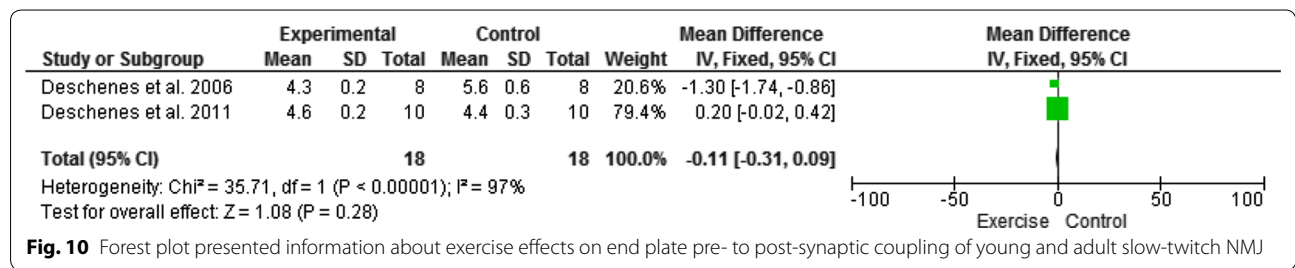 Experimental Control Mean Difference Mean Difference
Study or Subgroup Mean SD Total Mean SD Total Weight IV, Fixed, 95% CI IV, Fixed, 95% CI
Deschenes et al. 2006 4.3 0.2 8 5.6 0.6 8 20.6% -1.30 [-1.74, -0.86]
Deschenes et al. 2011 4.6 0.2 10 4.4 0.3 10 79.4% 0.20 [-0.02, 0.42]
Total (95% CI) 18 18 100.0% -0.11 [-0.31, 0.09]
Heterogeneity: Chi² = 35.71, df = 1 (P < 0.00001); I² = 97%
Test for overall effect: Z = 1.08 (P = 0.28)
-100 -50 0 50 100
Exercise Control
Fig. 10 Forest plot presented information about exercise effects on end plate pre- to post-synaptic coupling of young and adult slow-twitch NMJ